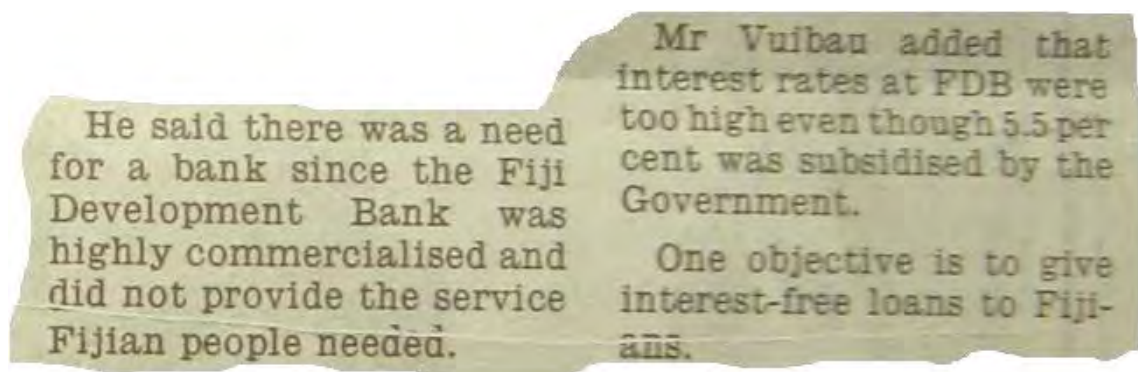 He said there was a need
for a bank since the Fiji
Development Bank was
highly commercialised and
did not provide the service
Fijian people needed.
Mr Vuibau added that
interest rates at FDB were
too high even though 5.5 per
cent was subsidised by the
Government.
One objective is to give
interest-free loans to Fiji-
ans.